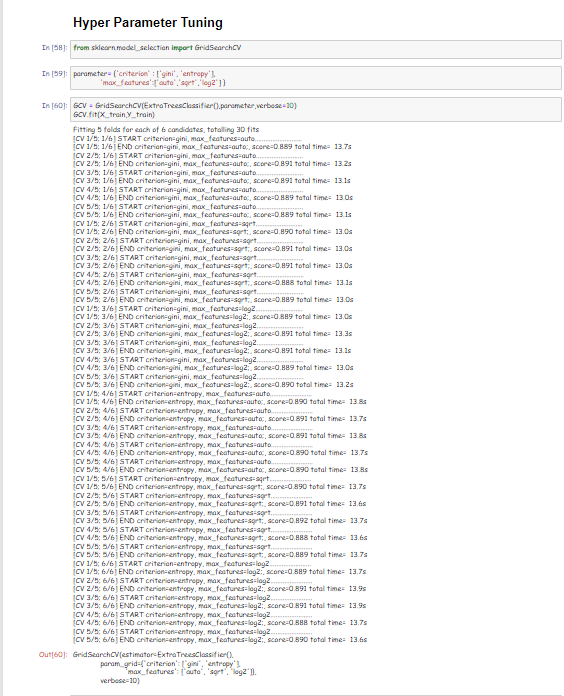 Hyper Parameter Tuning
In [58]: from sklearn.model_selection import GridSearchCV
In [59]: parameter= {'criterion' : ['gini', 'entropy'],
'max_features':['auto','sqrt','log2'] }
In [60]: GCV = GridSearchCV(ExtraTreesClassifier(),parameter,verbose=10)
GCV.fit(X_train,Y_train)
Fitting 5 folds for each of 6 candidates, totalling 30 fits
[CV 1/5; 1/6] START criterion=gini, max_features=auto.....................
[CV 1/5; 1/6] END criterion=gini, max_features=auto;, score=0.889 total time= 13.7s
[CV 2/5; 1/6] START criterion=gini, max_features=auto.....................
[CV 2/5; 1/6] END criterion=gini, max_features=auto;, score=0.891 total time= 13.2s
[CV 3/5; 1/6] START criterion=gini, max_features=auto.....................
[CV 3/5; 1/6] END criterion=gini, max_features=auto;, score=0.891 total time= 13.1s
[CV 4/5; 1/6] START criterion=gini, max_features=auto.....................
[CV 4/5; 1/6] END criterion=gini, max_features=auto;, score=0.889 total time= 13.0s
[CV 5/5; 1/6] START criterion=gini, max_features=auto.....................
[CV 5/5; 1/6] END criterion=gini, max_features=auto;, score=0.889 total time= 13.1s
[CV 1/5; 2/6] START criterion=gini, max_features=sqrt.....................
[CV 1/5; 2/6] END criterion=gini, max_features=sqrt;, score=0.890 total time= 13.0s
[CV 2/5; 2/6] START criterion=gini, max_features=sqrt.....................
[CV 2/5; 2/6] END criterion=gini, max_features=sqrt;, score=0.891 total time= 13.0s
[CV 3/5; 2/6] START criterion=gini, max_features=sqrt.....................
[CV 3/5; 2/6] END criterion=gini, max_features=sqrt;, score=0.891 total time= 13.0s
[CV 4/5; 2/6] START criterion=gini, max_features=sqrt.....................
[CV 4/5; 2/6] END criterion=gini, max_features=sqrt;, score=0.888 total time= 13.1s
[CV 5/5; 2/6] START criterion=gini, max_features=sqrt.....................
[CV 5/5; 2/6] END criterion=gini, max_features=sqrt;, score=0.889 total time= 13.0s
[CV 1/5; 3/6] START criterion=gini, max_features=log2.....................
[CV 1/5; 3/6] END criterion=gini, max_features=log2;, score=0.889 total time= 13.0s
[CV 2/5; 3/6] START criterion=gini, max_features=log2.....................
[CV 2/5; 3/6] END criterion=gini, max_features=log2;, score=0.891 total time= 13.3s
[CV 3/5; 3/6] START criterion=gini, max_features=log2.....................
[CV 3/5; 3/6] END criterion=gini, max_features=log2;, score=0.891 total time= 13.1s
[CV 4/5; 3/6] START criterion=gini, max_features=log2.....................
[CV 4/5; 3/6] END criterion=gini, max_features=log2;, score=0.889 total time= 13.0s
[CV 5/5; 3/6] START criterion=gini, max_features=log2.....................
[CV 5/5; 3/6] END criterion=gini, max_features=log2;, score=0.890 total time= 13.2s
[CV 1/5; 4/6] START criterion=entropy, max_features=auto..................
[CV 1/5; 4/6] END criterion=entropy, max_features=auto;, score=0.890 total time= 13.8s
[CV 2/5; 4/6] START criterion=entropy, max_features=auto..................
[CV 2/5; 4/6] END criterion=entropy, max_features=auto;, score=0.891 total time= 13.7s
[CV 3/5; 4/6] START criterion=entropy, max_features=auto..................
[CV 3/5; 4/6] END criterion=entropy, max_features=auto;, score=0.891 total time= 13.8s
[CV 4/5; 4/6] START criterion=entropy, max_features=auto..................
[CV 4/5; 4/6] END criterion=entropy, max_features=auto;, score=0.890 total time= 13.7s
[CV 5/5; 4/6] START criterion=entropy, max_features=auto..................
[CV 5/5; 4/6] END criterion=entropy, max_features=auto;, score=0.890 total time= 13.8s
[CV 1/5; 5/6] START criterion=entropy, max_features=sqrt..................
[CV 1/5; 5/6] END criterion=entropy, max_features=sqrt;, score=0.890 total time= 13.7s
[CV 2/5; 5/6] START criterion=entropy, max_features=sqrt..................
[CV 2/5; 5/6] END criterion=entropy, max_features=sqrt;, score=0.891 total time= 13.6s
[CV 3/5; 5/6] START criterion=entropy, max_features=sqrt..................
[CV 3/5; 5/6] END criterion=entropy, max_features=sqrt;, score=0.892 total time= 13.7s
[CV 4/5; 5/6] START criterion=entropy, max_features=sqrt..................
[CV 4/5; 5/6] END criterion=entropy, max_features=sqrt;, score=0.888 total time= 13.6s
[CV 5/5; 5/6] START criterion=entropy, max_features=sqrt..................
[CV 5/5; 5/6] END criterion=entropy, max_features=sqrt;, score=0.889 total time= 13.7s
[CV 1/5; 6/6] START criterion=entropy, max_features=log2..................
[CV 1/5; 6/6] END criterion=entropy, max_features=log2;, score=0.889 total time= 13.7s
[CV 2/5; 6/6] START criterion=entropy, max_features=log2..................
[CV 2/5; 6/6] END criterion=entropy, max_features=log2;, score=0.891 total time= 13.9s
[CV 3/5; 6/6] START criterion=entropy, max_features=log2..................
[CV 3/5; 6/6] END criterion=entropy, max_features=log2;, score=0.891 total time= 13.9s
[CV 4/5; 6/6] START criterion=entropy, max_features=log2..................
[CV 4/5; 6/6] END criterion=entropy, max_features=log2;, score=0.888 total time= 13.7s
[CV 5/5; 6/6] START criterion=entropy, max_features=log2..................
[CV 5/5; 6/6] END criterion=entropy, max_features=log2;, score=0.890 total time= 13.6s
Out[60]: GridSearchCV(estimator=ExtraTreesClassifier(),
param_grid={'criterion': ['gini', 'entropy'],
'max_features': ['auto', 'sqrt', 'log2']},
verbose=10)